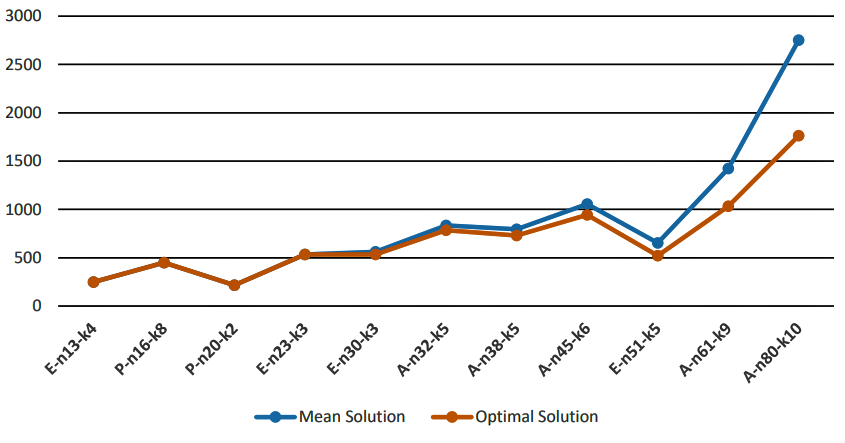 3000
2500
2000
1500
1000
500
0
E-n13-k4
P-n16-k8
P-n20-k2
E-n23-k3
E-n30-k3
A-n32-k5
A-n38-k5
A-n45-k6
E-n51-k5
A-n61-k9
A-n80-k10
Mean Solution
Optimal Solution